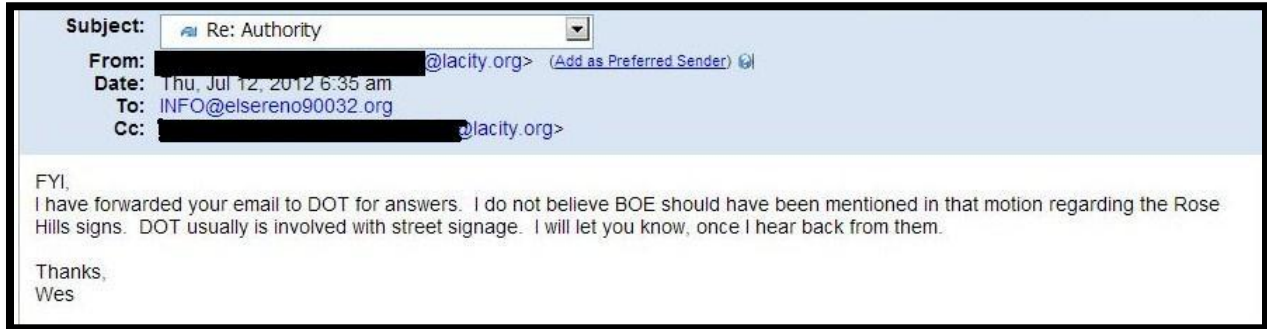 Subject: Re: Authority
From: @lacity.org> (Add as Preferred Sender)
Date: Thu, Jul 12, 2012 6:35 am
To: INFO@elsereno90032.org
Cc: @lacity.org>
FYI,
I have forwarded your email to DOT for answers. I do not believe BOE should have been mentioned in that motion regarding the Rose
Hills signs. DOT usually is involved with street signage. I will let you know, once I hear back from them.
Thanks,
Wes